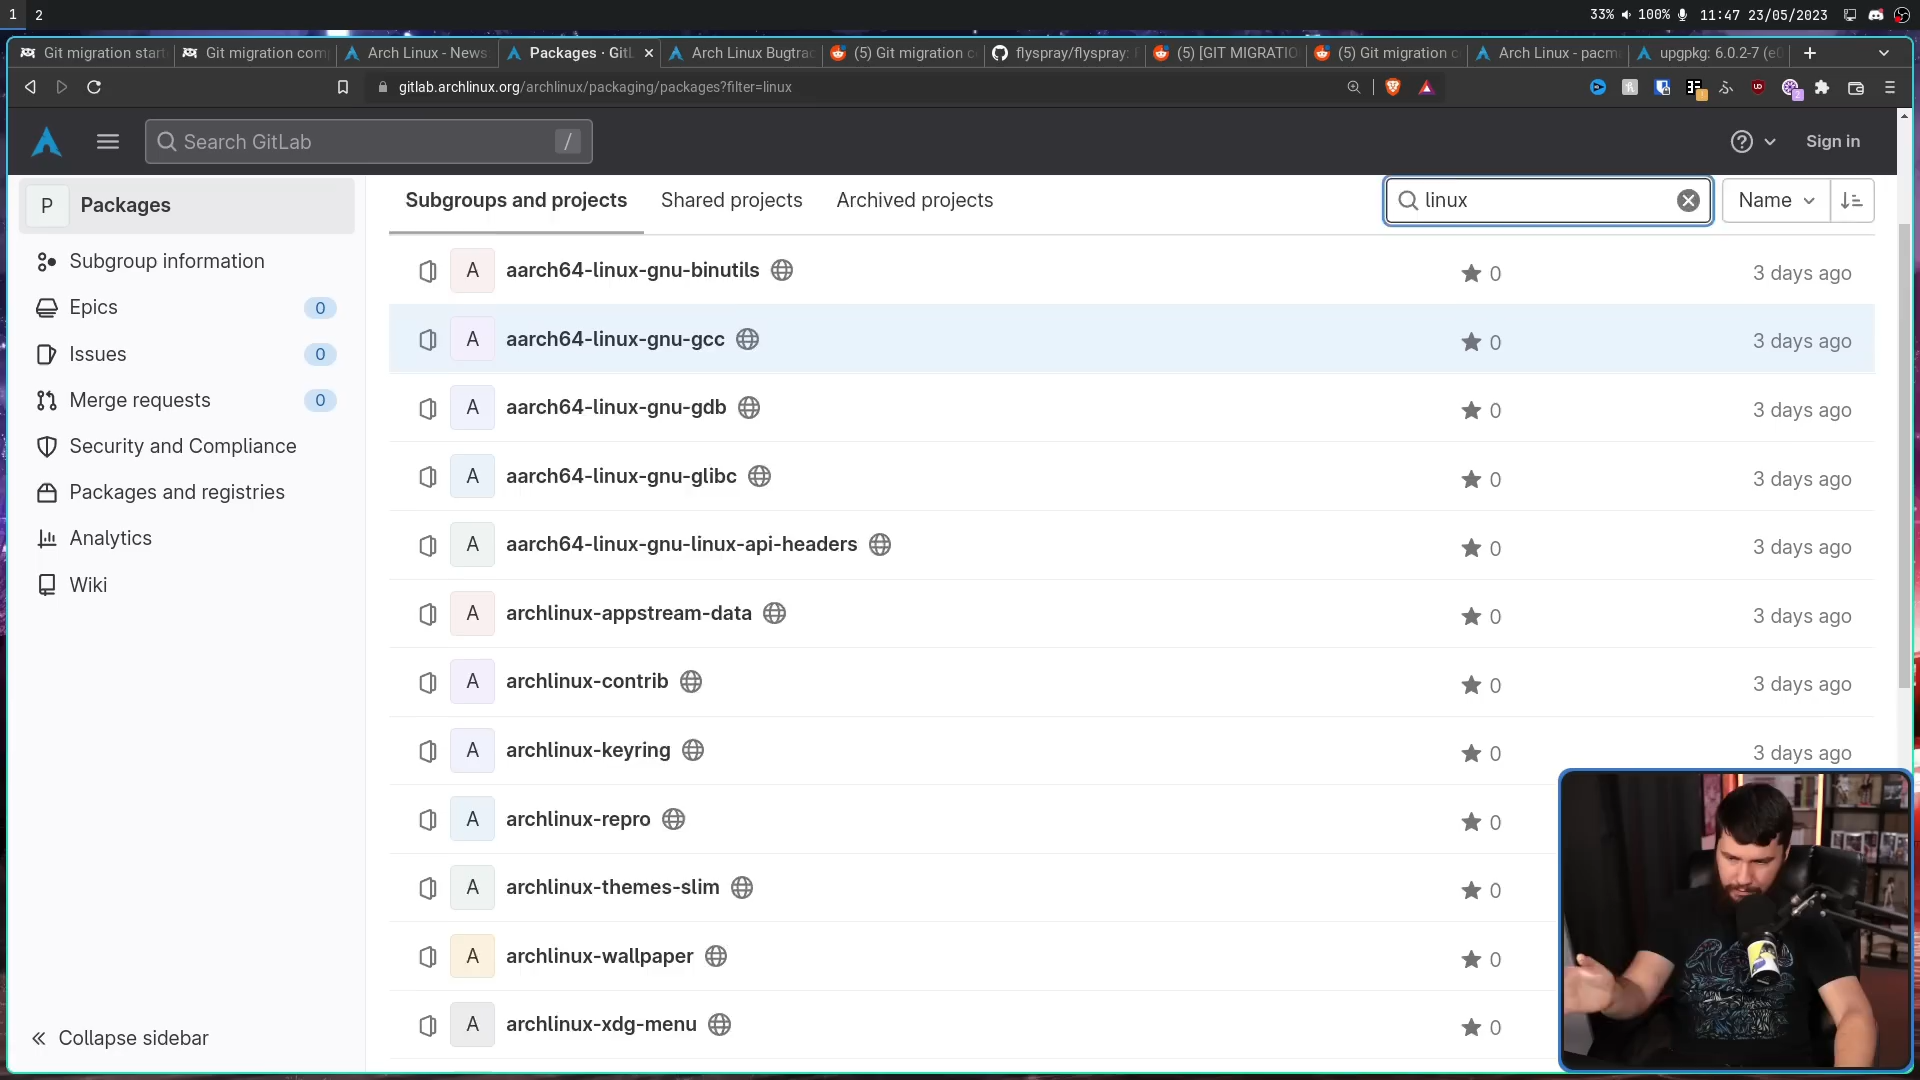 1 2 33% 100% 11:47 23/05/2023
Git migration start Git migration com Arch Linux - News Packages · GitL Arch Linux Bugtrac (5) Git migration c flyspray/flyspray: (5) [GIT MIGRATIO (5) Git migration c Arch Linux - pacm upgpkg: 6.0.2-7 (e0
gitlab.archlinux.org/archlinux/packaging/packages?filter=linux
Search GitLab / Sign in
P Packages
Subgroup information
Epics 0
Issues 0
Merge requests 0
Security and Compliance
Packages and registries
Analytics
Wiki
Collapse sidebar
Subgroups and projects Shared projects Archived projects linux Name
A aarch64-linux-gnu-binutils 0 3 days ago
A aarch64-linux-gnu-gcc 0 3 days ago
A aarch64-linux-gnu-gdb 0 3 days ago
A aarch64-linux-gnu-glibc 0 3 days ago
A aarch64-linux-gnu-linux-api-headers 0 3 days ago
A archlinux-appstream-data 0 3 days ago
A archlinux-contrib 0 3 days ago
A archlinux-keyring 0 3 days ago
A archlinux-repro 0
A archlinux-themes-slim 0
A archlinux-wallpaper 0
A archlinux-xdg-menu 0